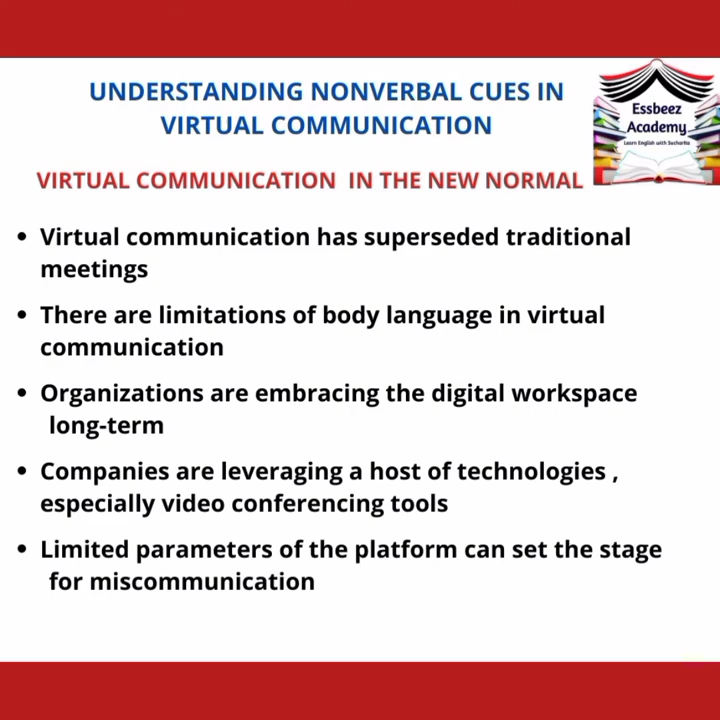 UNDERSTANDING NONVERBAL CUES IN
VIRTUAL COMMUNICATION
Essbeez
Academy
Learn English with Sucharita
VIRTUAL COMMUNICATION IN THE NEW NORMAL
• Virtual communication has superseded traditional
meetings
• There are limitations of body language in virtual
communication
• Organizations are embracing the digital workspace
long-term
• Companies are leveraging a host of technologies ,
especially video conferencing tools
• Limited parameters of the platform can set the stage
for miscommunication